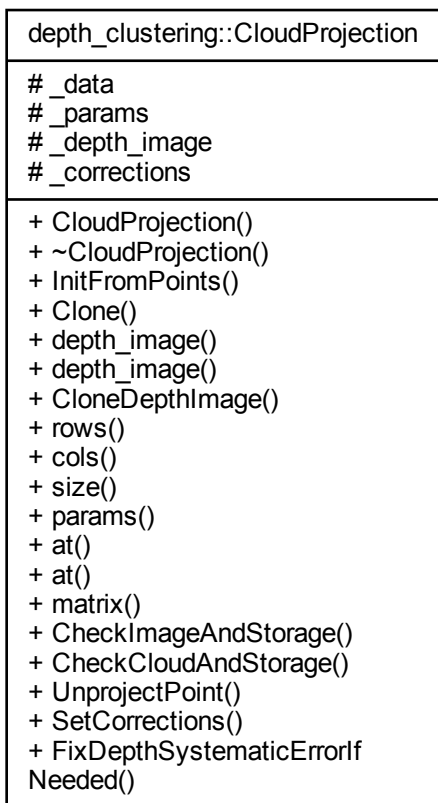 depth_clustering::CloudProjection
# _data
# _params
# _depth_image
# _corrections
+ CloudProjection()
+ ~CloudProjection()
+ InitFromPoints()
+ Clone()
+ depth_image()
+ depth_image()
+ CloneDepthImage()
+ rows()
+ cols()
+ size()
+ params()
+ at()
+ at()
+ matrix()
+ CheckImageAndStorage()
+ CheckCloudAndStorage()
+ UnprojectPoint()
+ SetCorrections()
+ FixDepthSystematicErrorIf
Needed()